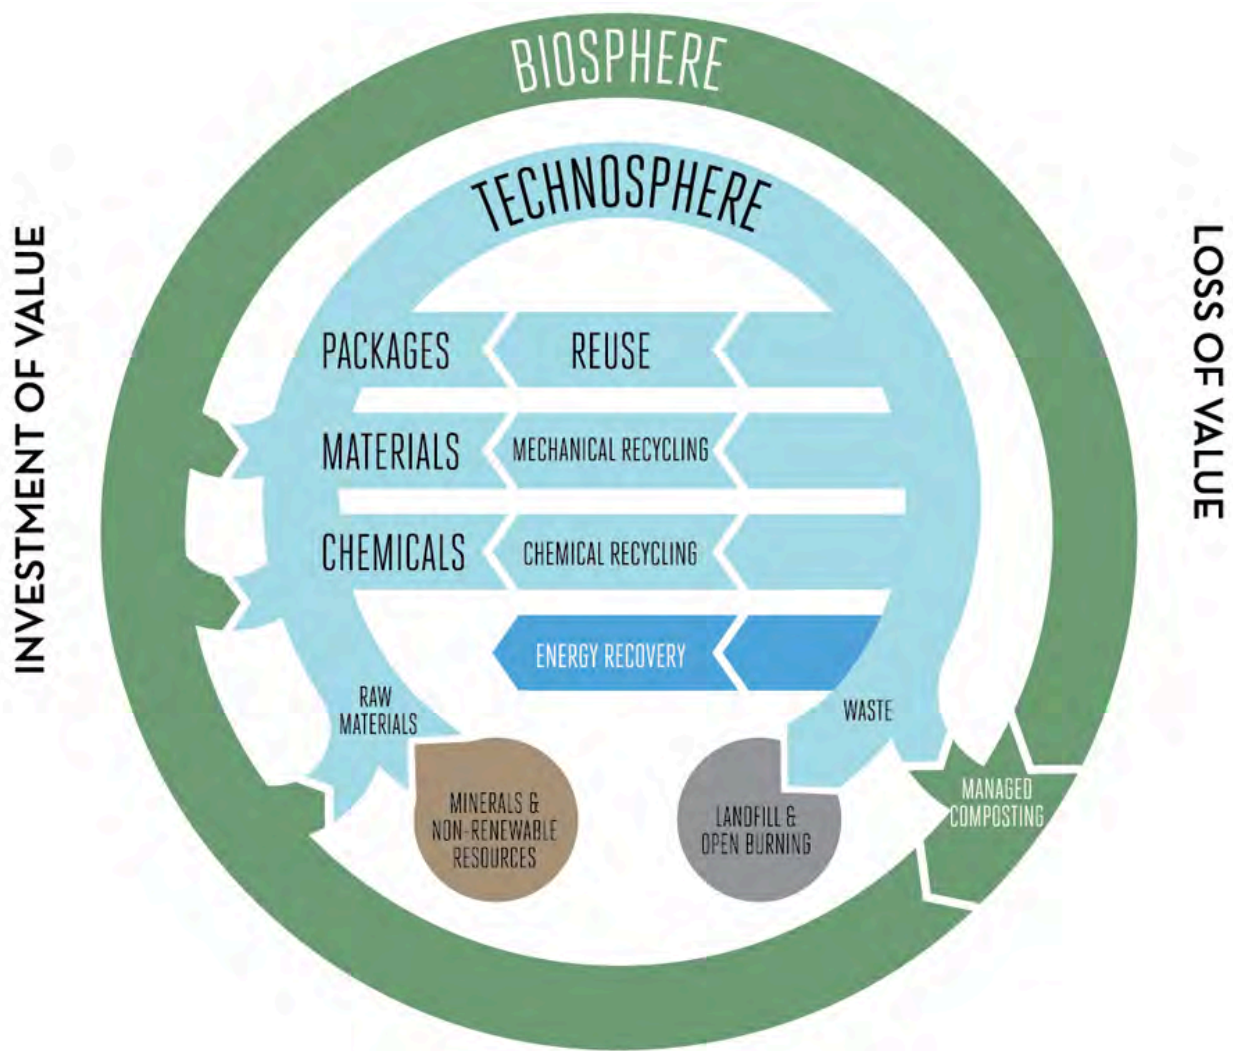 BIOSPHERE
TECHNOSPHERE
INVESTMENT OF VALUE
LOSS OF VALUE
PACKAGES
REUSE
MATERIALS
MECHANICAL RECYCLING
CHEMICALS
CHEMICAL RECYCLING
ENERGY RECOVERY
RAW
MATERIALS
WASTE
MINERALS &
NON-RENEWABLE
RESOURCES
LANDFILL &
OPEN BURNING
MANAGED
COMPOSTING